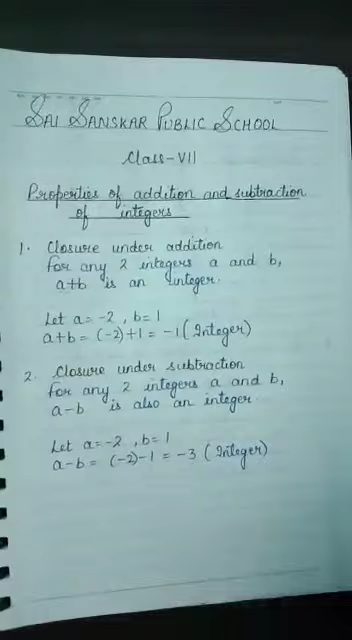 SAI SANSKAR PUBLIC SCHOOL
Class-VII
Properties of addition and subtraction
of integers
1. Closure under addition
For any 2 integers a and b,
a+b is an integer.
Let a=-2, b=1
a+b = (-2)+1 = -1 (Integer)
2. Closure under subtraction
For any 2 integers a and b,
a-b is also an integer.
Let a=-2, b=1
a-b = (-2)-1 = -3 (Integer)